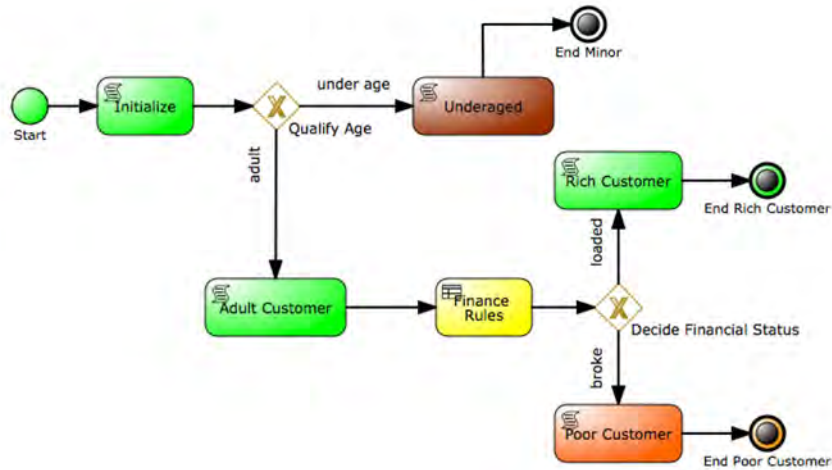 End Minor
under age
Initialize
Underaged
Start
Qualify Age
adult
Rich Customer
End Rich Customer
loaded
Adult Customer
Finance
Rules
Decide Financial Status
broke
Poor Customer
End Poor Customer